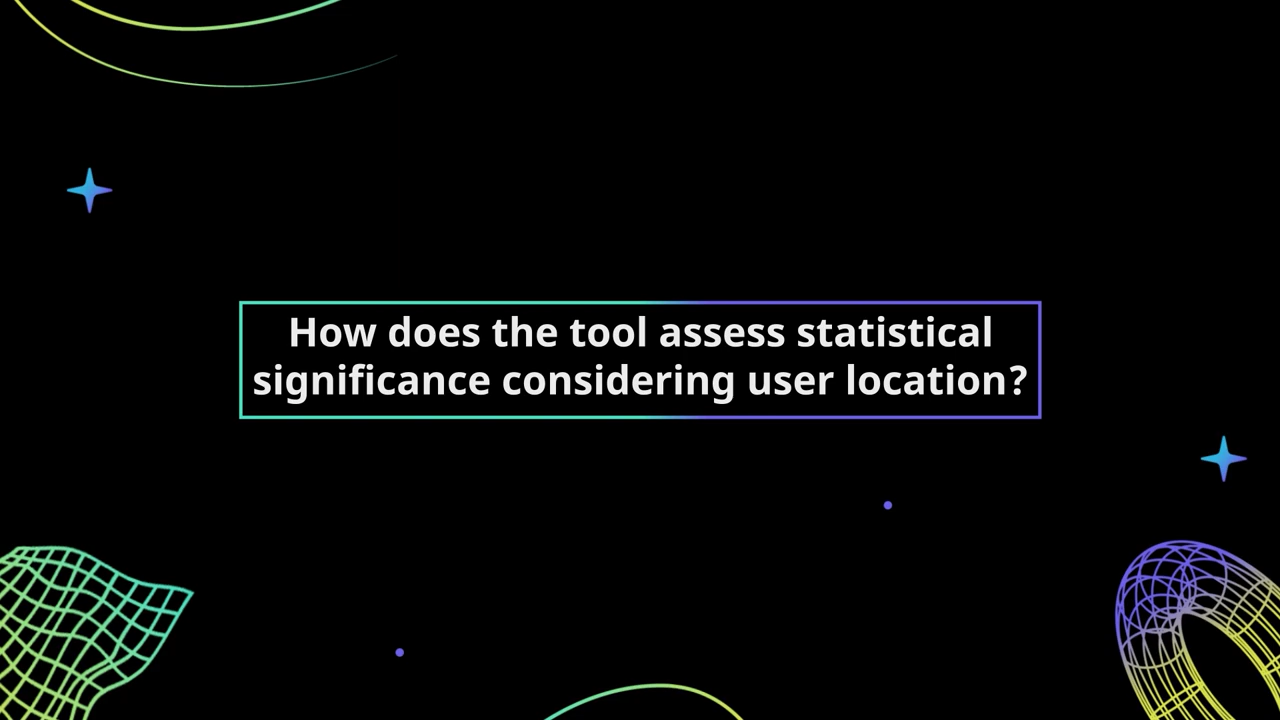 How does the tool assess statistical
significance considering user location?